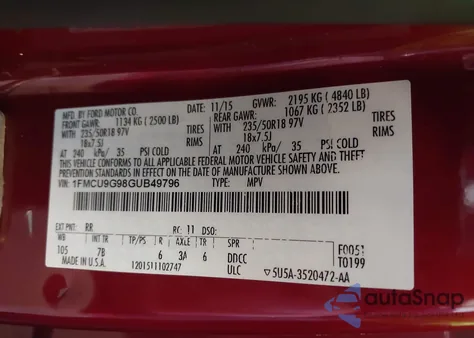 MFD. BY FORD MOTOR CO. 11/15 GVWR: 2195 KG (4840 LB)
FRONT GAWR: 1134 KG (2500 LB) REAR GAWR: 1067 KG (2352 LB)
WITH 235/50R18 97V TIRES WITH 235/50R18 97V TIRES
18x7.5J RIMS 18x7.5J RIMS
AT 240 kPa/ 35 PSI COLD AT 240 kPa/ 35 PSI COLD
THIS VEHICLE CONFORMS TO ALL APPLICABLE FEDERAL MOTOR VEHICLE SAFETY AND THEFT PREVENTION STANDARDS IN EFFECT ON THE DATE OF MANUFACTURE SHOWN ABOVE.
VIN: 1FMCU9G98GUB49796 TYPE: MPV
EXT PNT: RR RC: 11 DSO: F0051
WB INT TR TP/PS R AXLE TR SPR T0199
105 7B 6 3A 6 DDCC
MADE IN U.S.A. 1201511102747 ULC 5U5A-3520472-AA
autoSnap